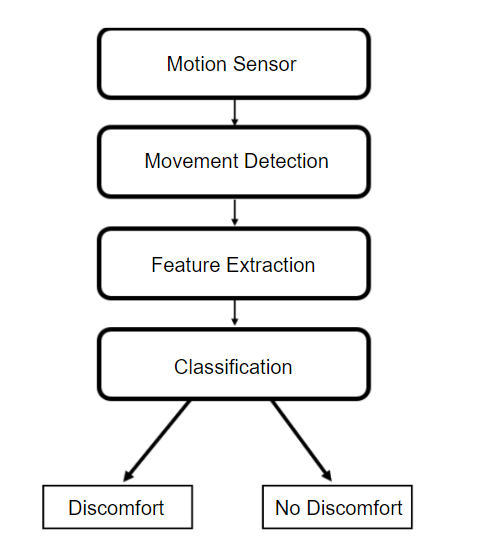 Motion Sensor
Movement Detection
Feature Extraction
Classification
Discomfort
No Discomfort